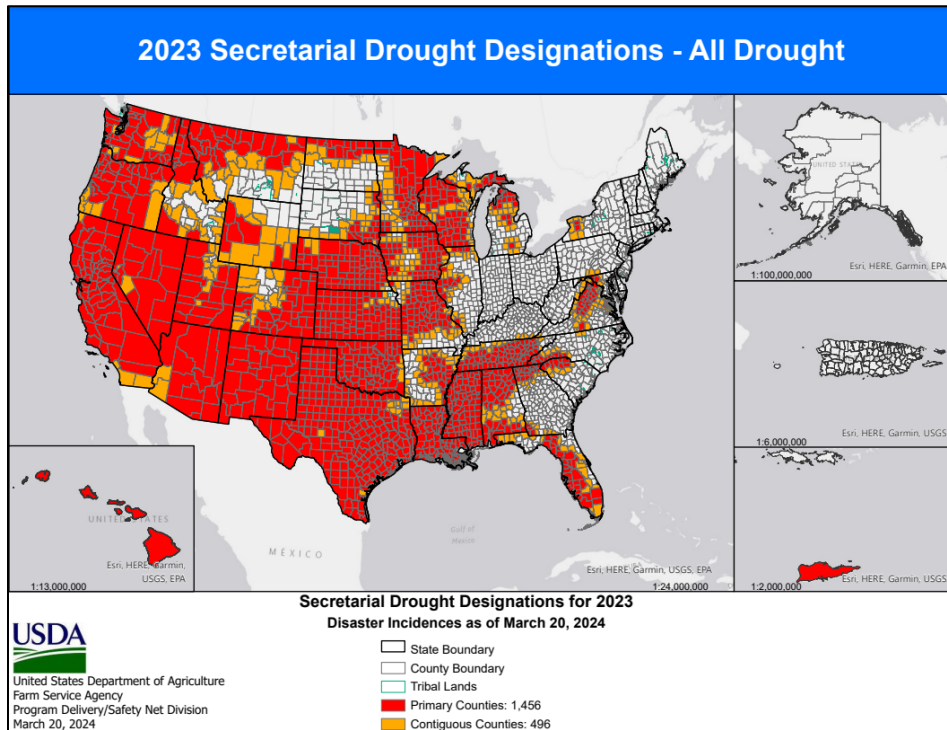 2023 Secretarial Drought Designations - All Drought
UNITED STATES
Esri, HERE, Garmin, EPA
1:100,000,000
Esri, HERE, Garmin, USGS
1:6,000,000
Esri, HERE, Garmin, USGS
1:2,000,000
UNITED STATES
Esri, HERE, Garmin,
USGS, EPA
1:13,000,000
MÉXICO
Gulf of
Mexico
Esri, HERE, Garmin, USGS, EPA
1:24,000,000
Secretarial Drought Designations for 2023
Disaster Incidences as of March 20, 2024
State Boundary
County Boundary
Tribal Lands
Primary Counties: 1,456
Contiguous Counties: 496
USDA
United States Department of Agriculture
Farm Service Agency
Program Delivery/Safety Net Division
March 20, 2024